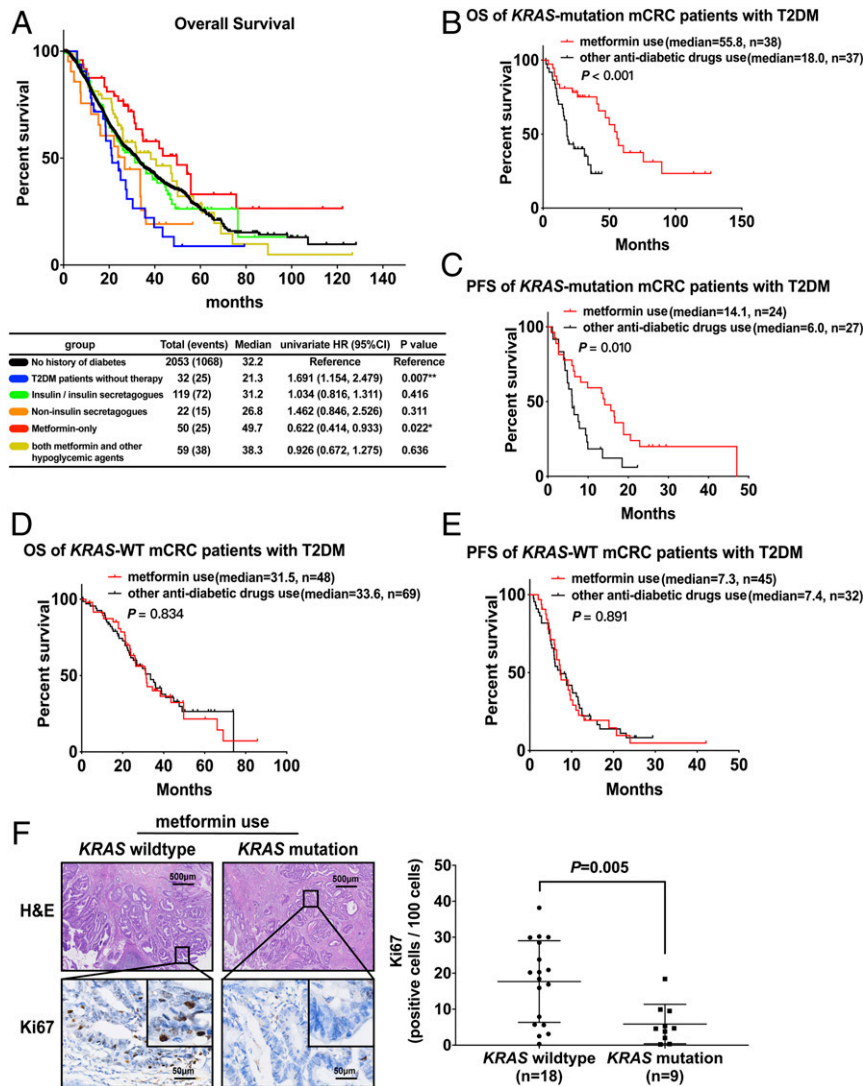 A
Overall Survival
Percent survival
100
50
0
0 20 40 60 80 100 120 140
months
group Total (events) Median univariate HR (95%CI) P value
No history of diabetes 2053 (1068) 32.2 Reference Reference
T2DM patients without therapy 32 (25) 21.3 1.691 (1.154, 2.479) 0.007**
Insulin / insulin secretagogues 119 (72) 31.2 1.034 (0.816, 1.311) 0.416
Non-insulin secretagogues 22 (15) 26.8 1.462 (0.846, 2.526) 0.311
Metformin-only 50 (25) 49.7 0.622 (0.414, 0.933) 0.022*
both metformin and other
hypoglycemic agents 59 (38) 38.3 0.926 (0.672, 1.275) 0.636
B
OS of KRAS-mutation mCRC patients with T2DM
metformin use (median=55.8, n=38)
other anti-diabetic drugs use (median=18.0, n=37)
P < 0.001
Percent survival
100
50
0
0 50 100 150
Months
C
PFS of KRAS-mutation mCRC patients with T2DM
metformin use (median=14.1, n=24)
other anti-diabetic drugs use (median=6.0, n=27)
P = 0.010
Percent survival
100
50
0
0 10 20 30 40 50
Months
D
OS of KRAS-WT mCRC patients with T2DM
metformin use (median=31.5, n=48)
other anti-diabetic drugs use (median=33.6, n=69)
P = 0.834
Percent survival
100
50
0
0 20 40 60 80 100
Months
E
PFS of KRAS-WT mCRC patients with T2DM
metformin use (median=7.3, n=45)
other anti-diabetic drugs use (median=7.4, n=32)
P = 0.891
Percent survival
100
50
0
0 10 20 30 40 50
Months
F
metformin use
KRAS wildtype KRAS mutation
H&E
500μm 500μm
Ki67
50μm 50μm
Ki67
(positive cells / 100 cells)
50
40
30
20
10
0
P=0.005
KRAS wildtype KRAS mutation
(n=18) (n=9)